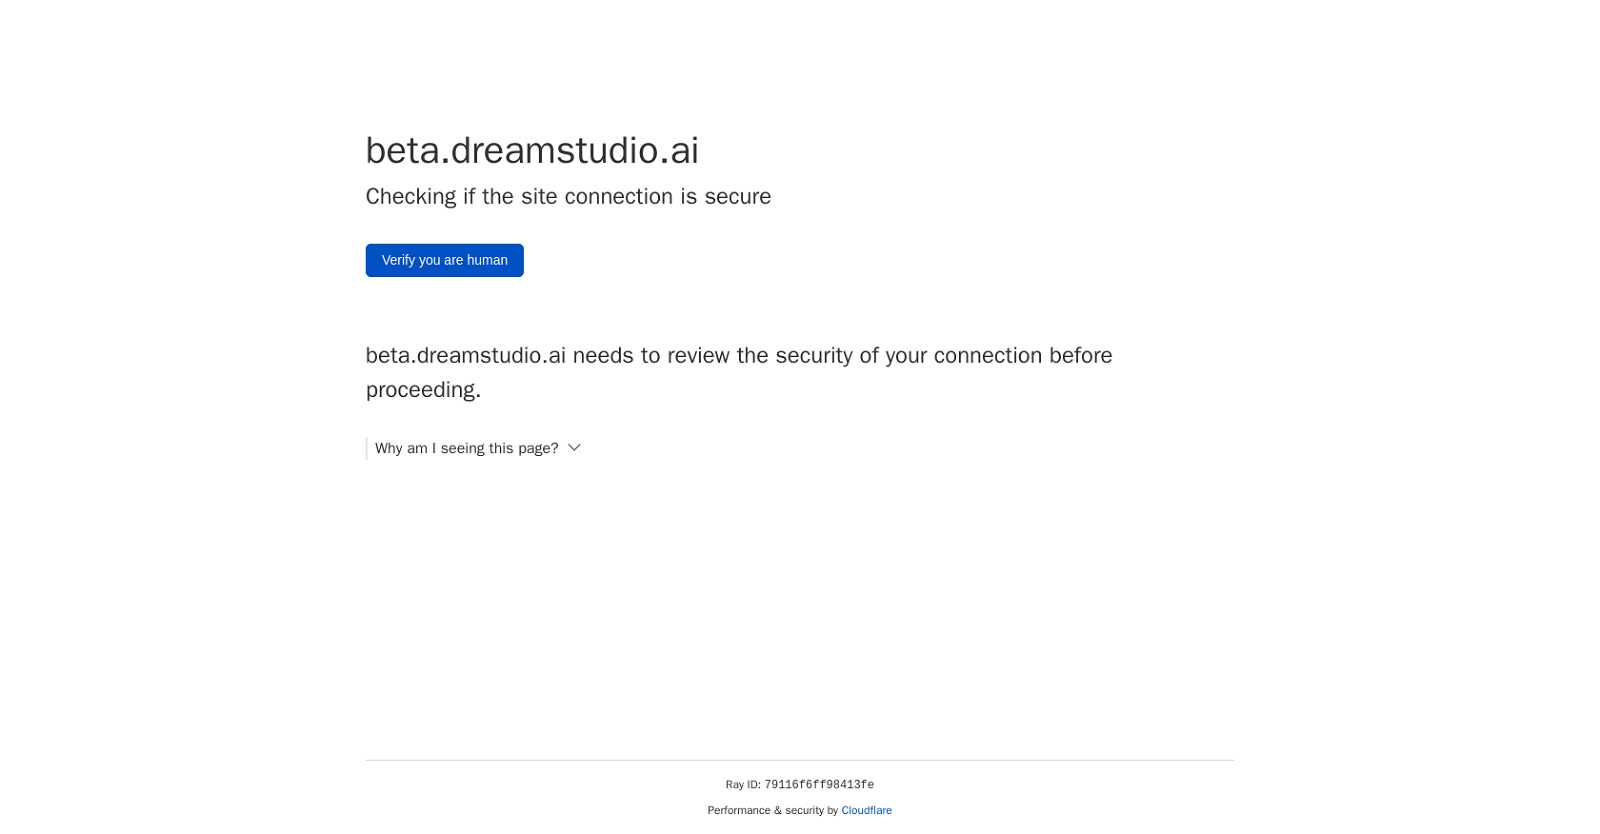 beta.dreamstudio.ai
Checking if the site connection is secure
Verify you are human
beta.dreamstudio.ai needs to review the security of your connection before
proceeding.
Why am I seeing this page?
Ray ID: 79116f6ff98413fe
Performance & security by Cloudflare